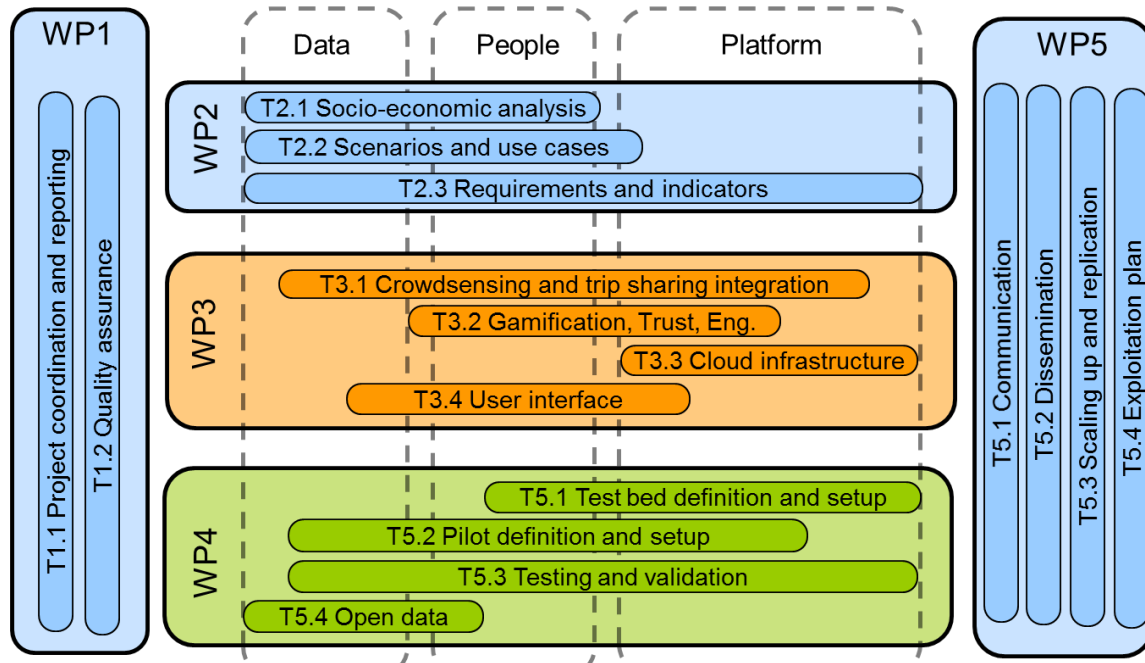 WP1
T1.1 Project coordination and reporting
T1.2 Quality assurance
Data
People
Platform
WP2
T2.1 Socio-economic analysis
T2.2 Scenarios and use cases
T2.3 Requirements and indicators
WP3
T3.1 Crowdsensing and trip sharing integration
T3.2 Gamification, Trust, Eng.
T3.3 Cloud infrastructure
T3.4 User interface
WP4
T5.1 Test bed definition and setup
T5.2 Pilot definition and setup
T5.3 Testing and validation
T5.4 Open data
WP5
T5.1 Communication
T5.2 Dissemination
T5.3 Scaling up and replication
T5.4 Exploitation plan